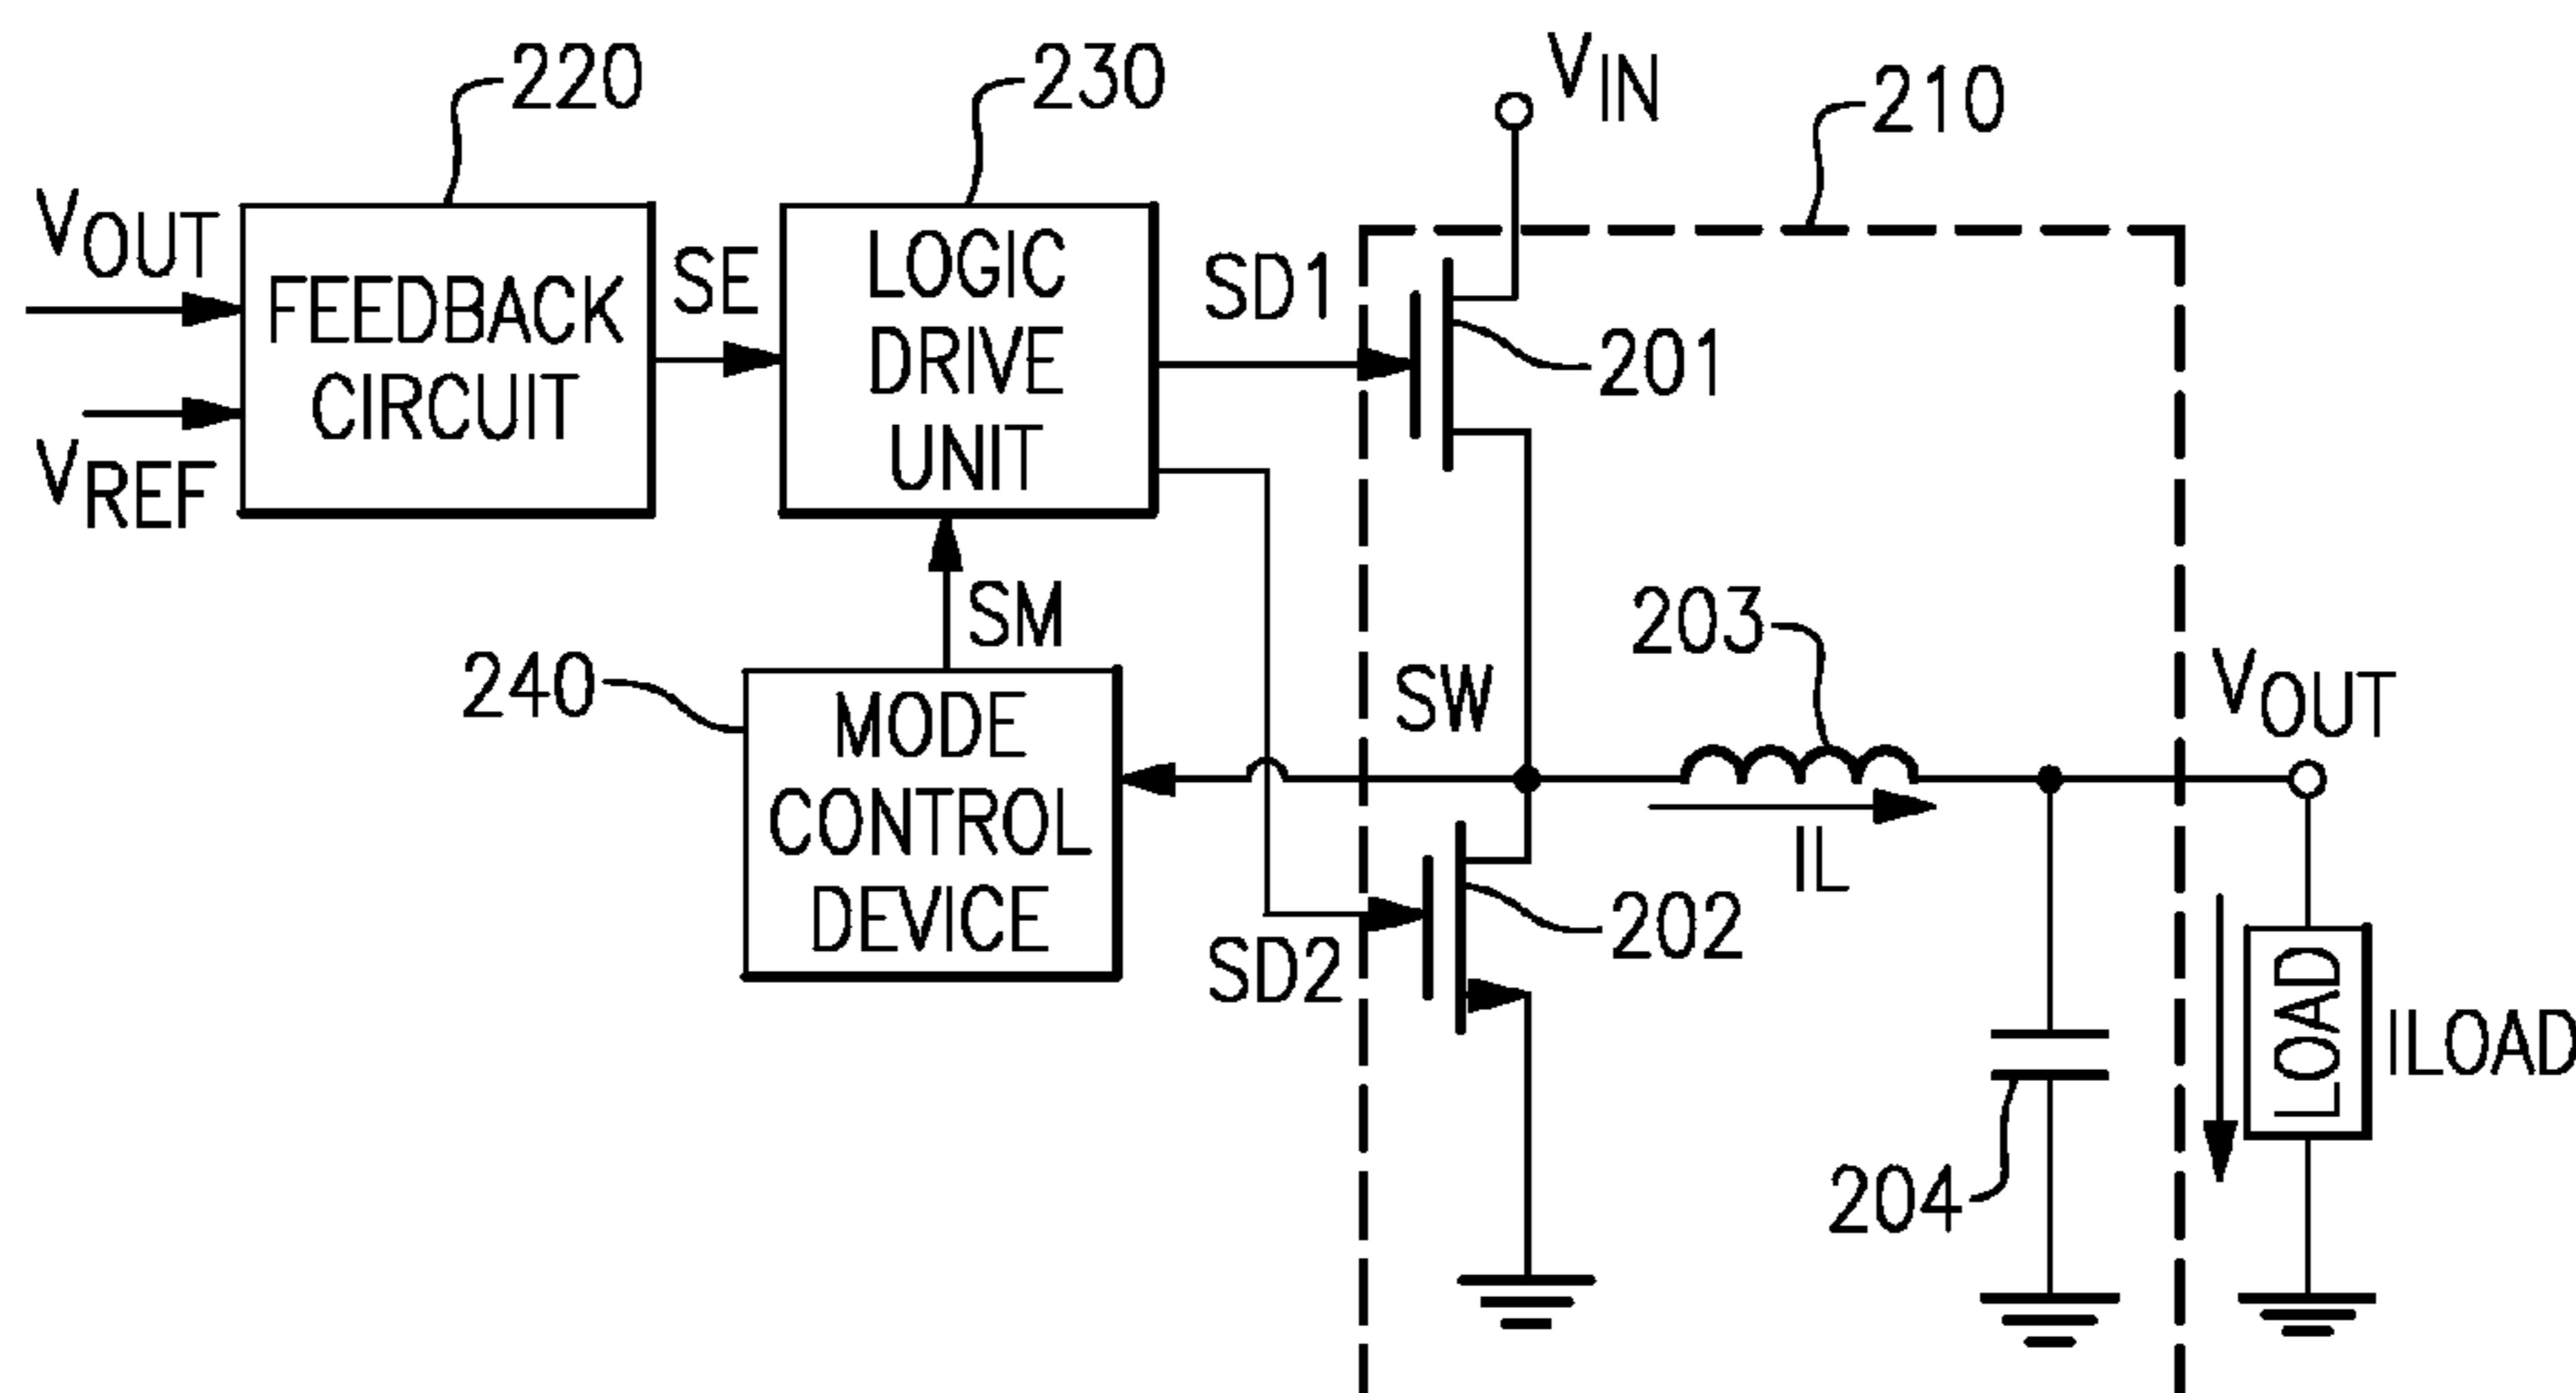 220
230
VIN
210
VOUT
VREF
FEEDBACK
CIRCUIT
SE
LOGIC
DRIVE
UNIT
SD1
201
SM
240
MODE
CONTROL
DEVICE
SW
203
IL
VOUT
SD2
202
204
LOAD
ILOAD